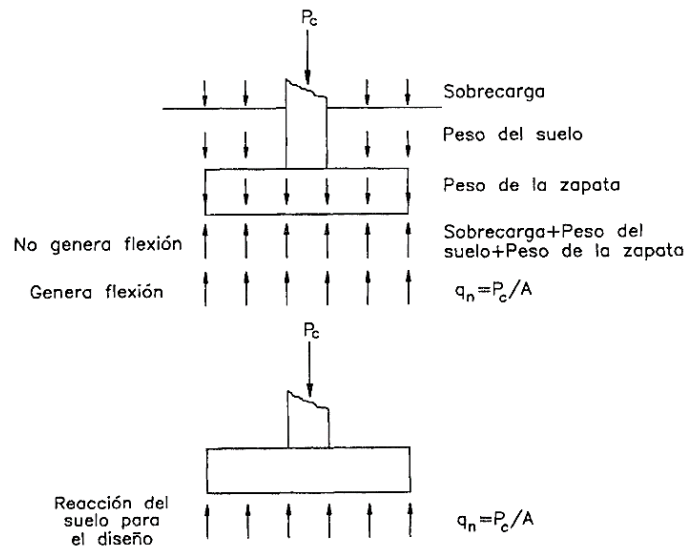 Pc
Sobrecarga
Peso del suelo
Peso de la zapata
No genera flexión
Sobrecarga+Peso del
suelo+Peso de la zapata
Genera flexión
qn=Pc/A
Pc
Reacción del
suelo para
el diseño
qn=Pc/A